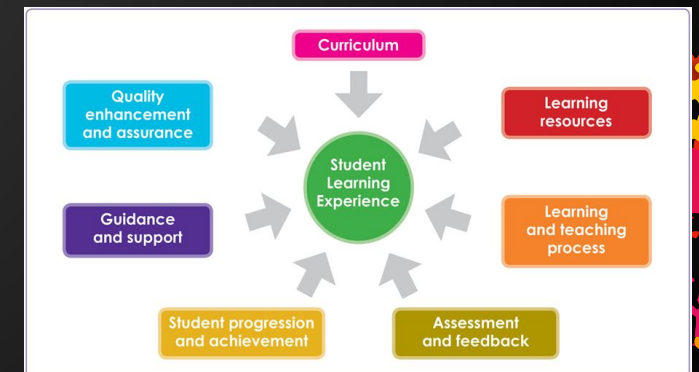 Curriculum
Quality
enhancement
and assurance
Learning
resources
Student
Learning
Experience
Guidance
and support
Learning
and teaching
process
Student progression
and achievement
Assessment
and feedback